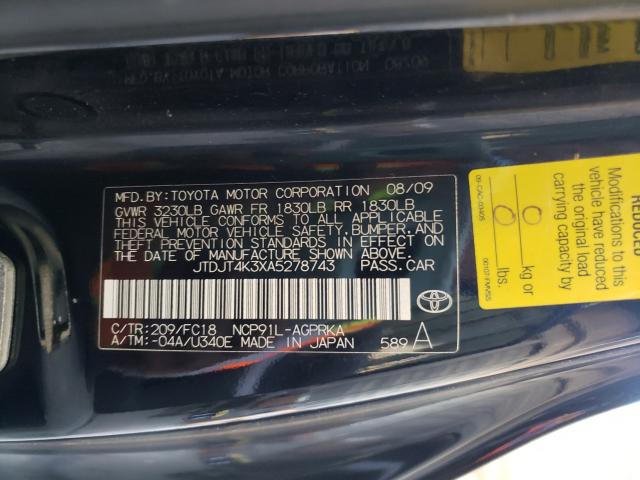 MFD.BY:TOYOTA MOTOR CORPORATION 08/09
GVWR 3230LB GAWR FR 1830LB RR 1830LB
THIS VEHICLE CONFORMS TO ALL APPLICABLE
FEDERAL MOTOR VEHICLE SAFETY,BUMPER,AND
THEFT PREVENTION STANDARDS IN EFFECT ON
THE DATE OF MANUFACTURE SHOWN ABOVE.
JTDJT4K3XA5278743 PASS.CAR
TOYOTA
C/TR:209/FC18 NCP91L-AGPRKA
A/TM:-04A/U340E MADE IN JAPAN 589 A
REDUCED
Modifications to this
vehicle have reduced
the original load
carrying capacity by
0 kg or
0 lbs.